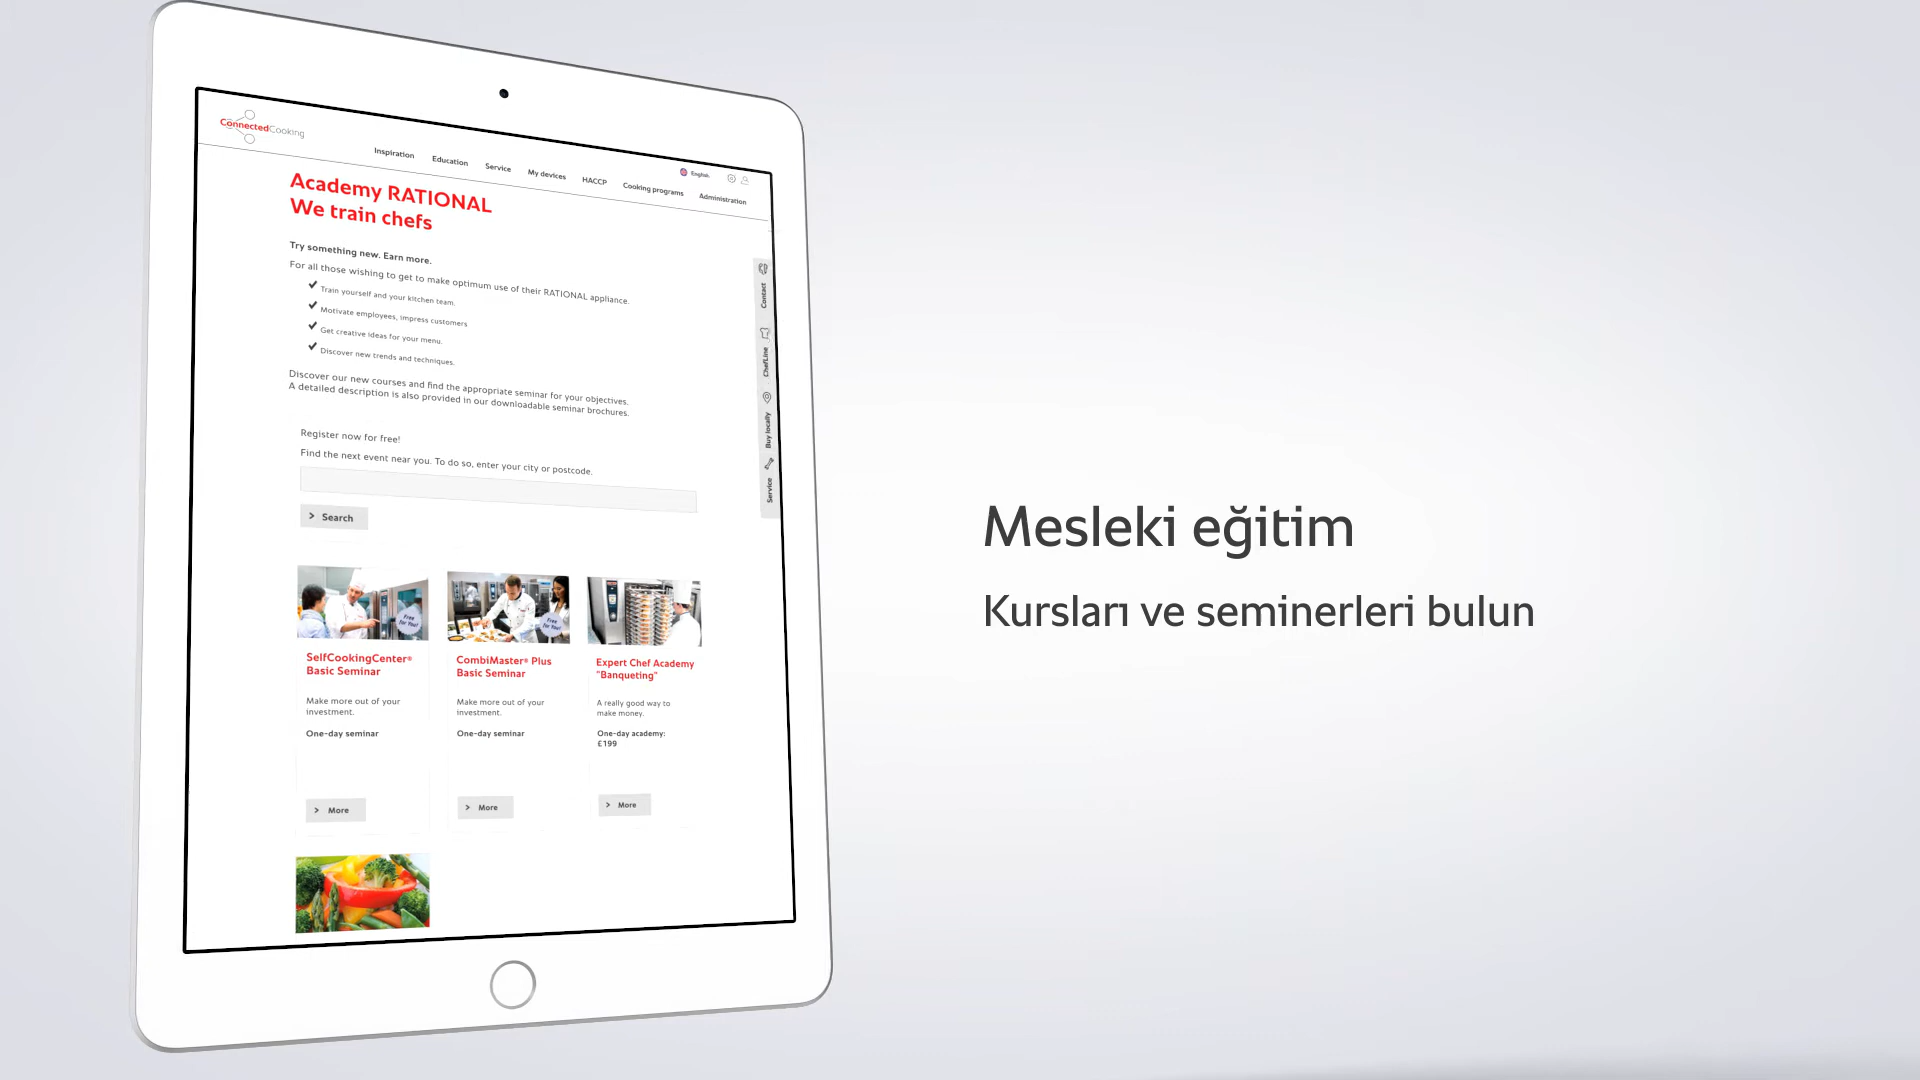 ConnectedCooking
English
Inspiration Education Service My devices HACCP Cooking programs Administration
Academy RATIONAL
We train chefs
Try something new. Earn more.
For all those wishing to get to make optimum use of their RATIONAL appliance.
Train yourself and your kitchen team.
Motivate employees, impress customers
Get creative ideas for your menu.
Discover new trends and techniques.
Discover our new courses and find the appropriate seminar for your objectives.
A detailed description is also provided in our downloadable seminar brochures.
Register now for free!
Find the next event near you. To do so, enter your city or postcode.
> Search
Contact
ChefLine
Buy locally
Service
Free for You!
Free for You!
SelfCookingCenter®
Basic Seminar
Make more out of your
investment.
One-day seminar
> More
CombiMaster® Plus
Basic Seminar
Make more out of your
investment.
One-day seminar
> More
Expert Chef Academy
"Banqueting"
A really good way to
make money.
One-day academy:
£199
> More
Mesleki eğitim
Kursları ve seminerleri bulun